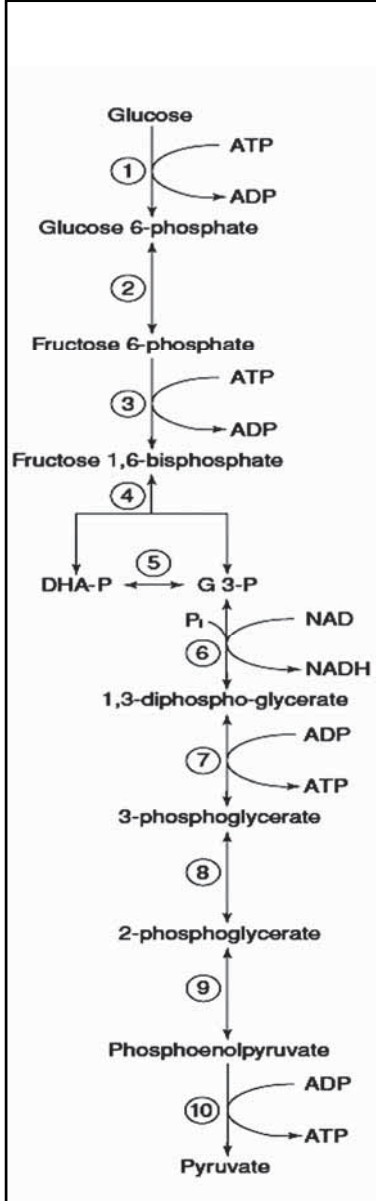 Glucose
ATP
1
ADP
Glucose 6-phosphate
2
Fructose 6-phosphate
ATP
3
ADP
Fructose 1,6-bisphosphate
4
5
DHA-P G 3-P
Pi NAD
6
NADH
1,3-diphospho-glycerate
ADP
7
ATP
3-phosphoglycerate
8
2-phosphoglycerate
9
Phosphoenolpyruvate
ADP
10
ATP
Pyruvate